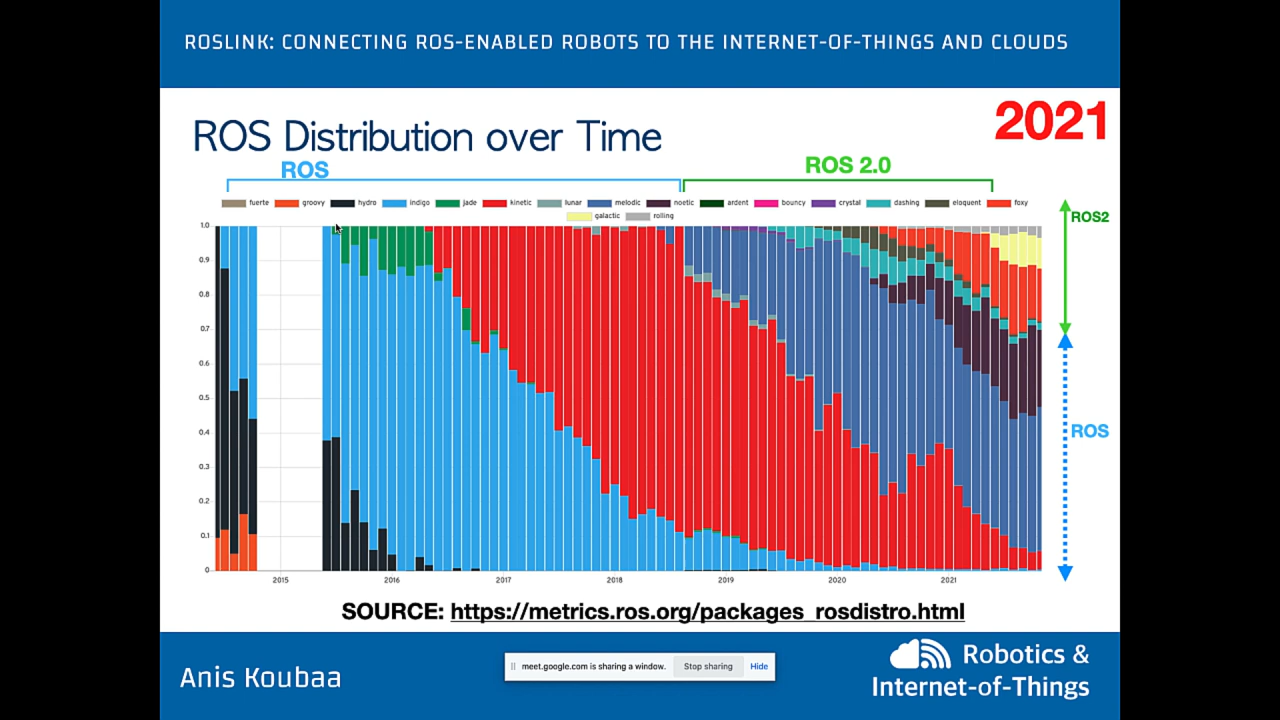 ROSLINK: CONNECTING ROS-ENABLED ROBOTS TO THE INTERNET-OF-THINGS AND CLOUDS
2021
ROS Distribution over Time
ROS
ROS 2.0
fuerte groovy hydro indigo jade kinetic lunar melodic noetic ardent bouncy crystal dashing eloquent foxy
galactic rolling
ROS2
1.0
0.9
0.8
0.7
0.6
0.5
0.4
ROS
0.3
0.2
0.1
0
2015 2016 2017 2018 2019 2020 2021
SOURCE: https://metrics.ros.org/packages_rosdistro.html
Anis Koubaa
meet.google.com is sharing a window. Stop sharing Hide
Robotics &
Internet-of-Things